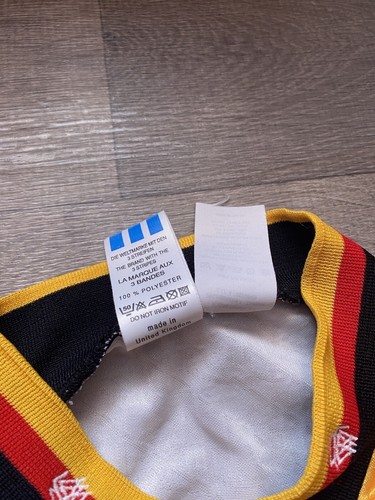 DIE WELTMARKE MIT DEN
3 STREIFEN
THE BRAND WITH THE
3 STRIPES
LA MARQUE AUX
3 BANDES
100 % POLYESTER
50
DO NOT IRON MOTIF
made in
United Kingdom